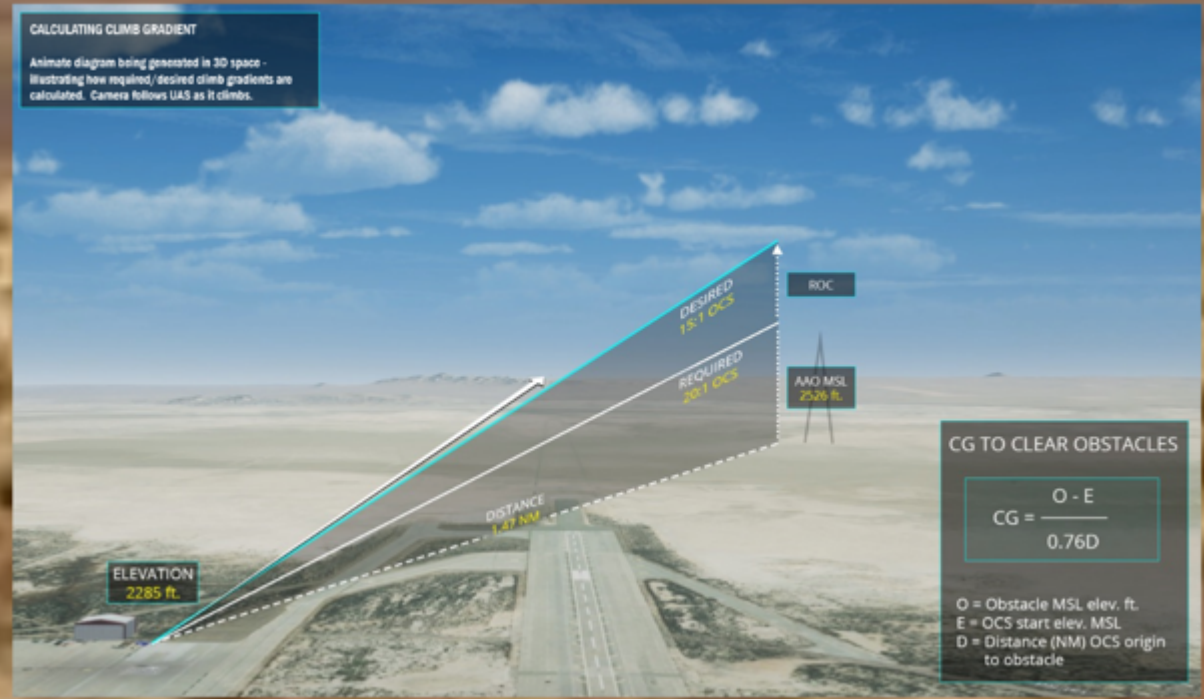 CALCULATING CLIMB GRADIENT
Animate diagram being generated in 3D space -
illustrating how required/desired climb gradients are
calculated. Camera follows UAS as it climbs.
ROC
DESIRED
15:1 OCS
REQUIRED
20:1 OCS
AAO MSL
2526 ft.
DISTANCE
1.47 NM
ELEVATION
2285 ft.
CG TO CLEAR OBSTACLES
CG = O - E
0.76D
O = Obstacle MSL elev. ft.
E = OCS start elev. MSL
D = Distance (NM) OCS origin
to obstacle